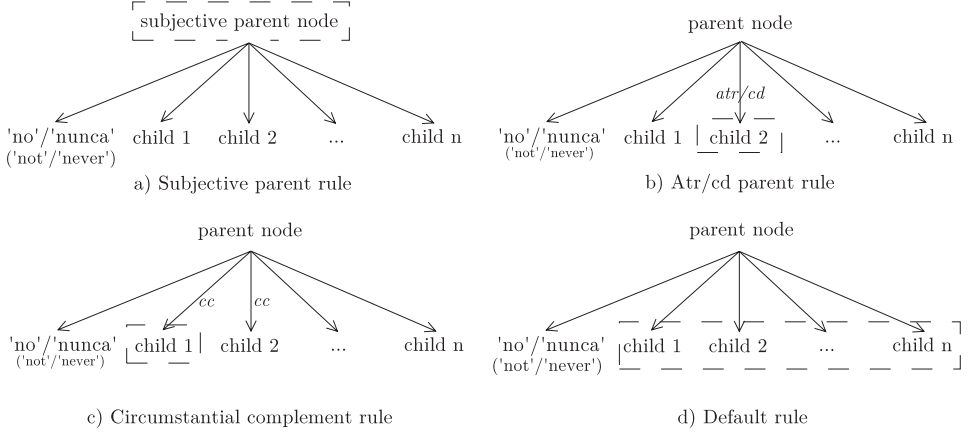 subjective parent node
'no'/'nunca' child 1 child 2 ... child n
('not'/'never')
a) Subjective parent rule
parent node
atr/cd
'no'/'nunca' child 1 child 2 ... child n
('not'/'never')
b) Atr/cd parent rule
parent node
cc cc
'no'/'nunca' child 1 child 2 ... child n
('not'/'never')
c) Circumstantial complement rule
parent node
'no'/'nunca' child 1 child 2 ... child n
('not'/'never')
d) Default rule